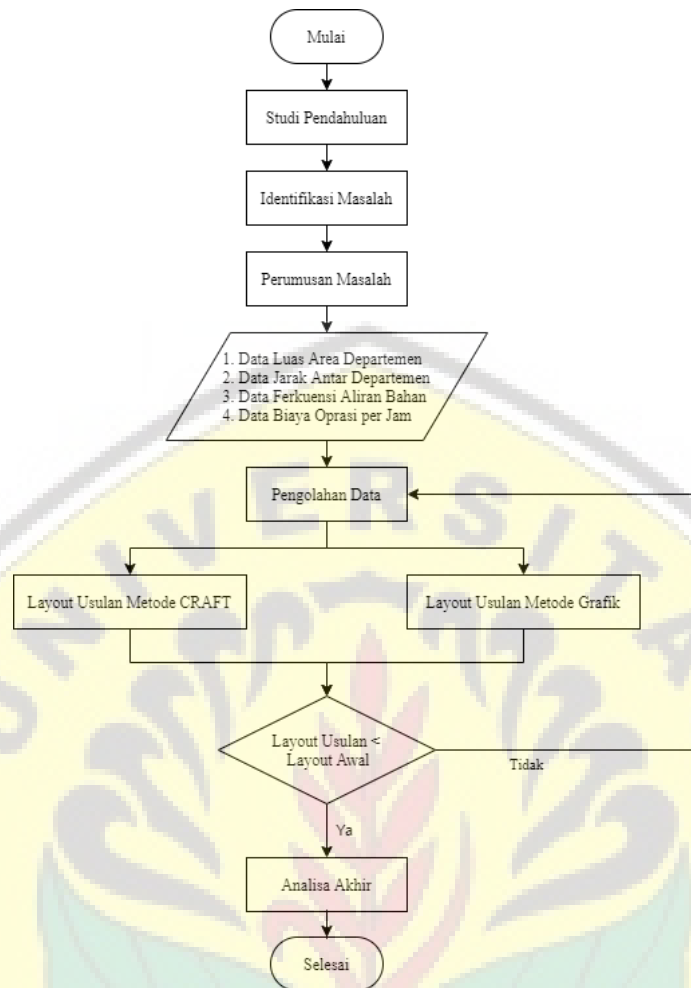 Mulai
Studi Pendahuluan
Identifikasi Masalah
Perumusan Masalah
1. Data Luas Area Departemen
2. Data Jarak Antar Departemen
3. Data Ferkuensi Aliran Bahan
4. Data Biaya Oprasi per Jam
Pengolahan Data
UNIVERSITA
Layout Usulan Metode CRAFT
Layout Usulan Metode Grafik
Layout Usulan <
Layout Awal
Tidak
Ya
Analisa Akhir
Selesai